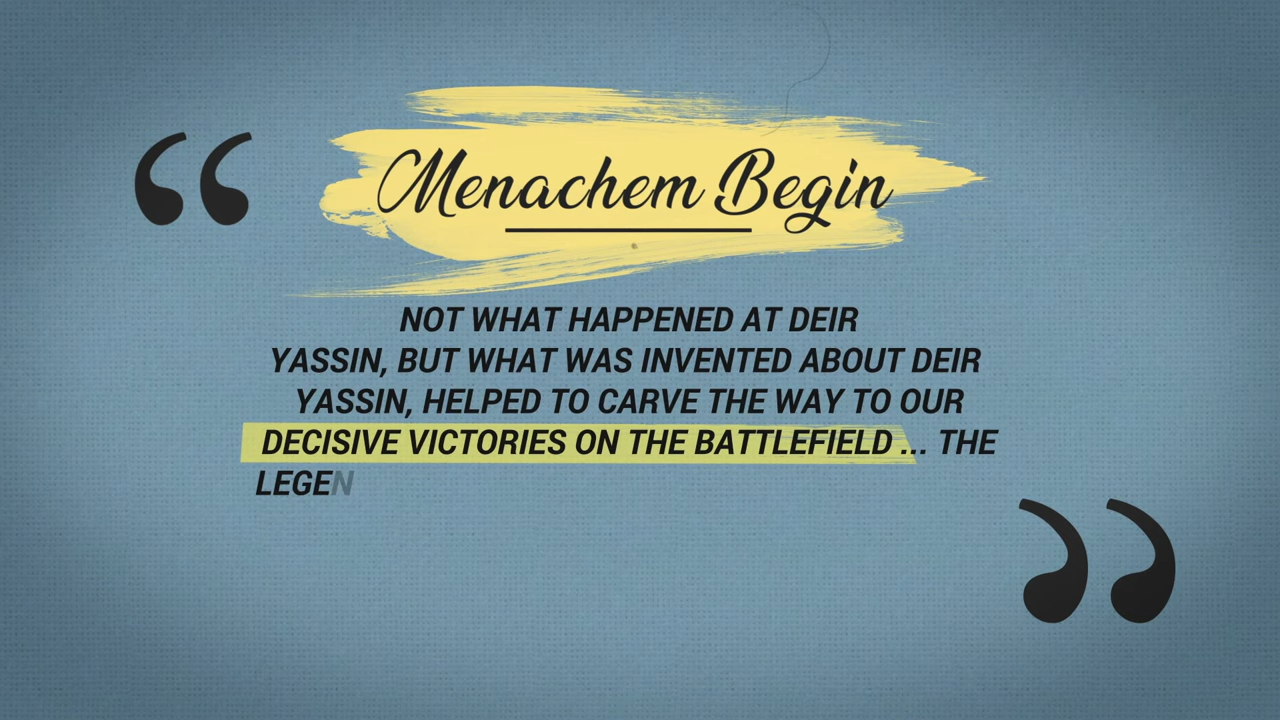 “
Menachem Begin
NOT WHAT HAPPENED AT DEIR
YASSIN, BUT WHAT WAS INVENTED ABOUT DEIR
YASSIN, HELPED TO CARVE THE WAY TO OUR
DECISIVE VICTORIES ON THE BATTLEFIELD ... THE
LEGEN
”